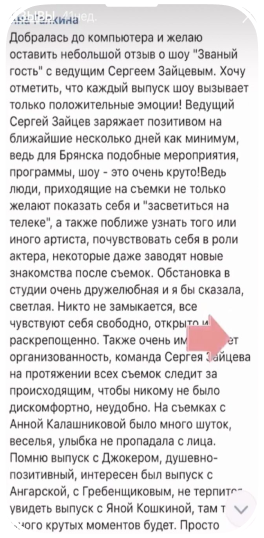 41нед.
Добралась до компьютера и желаю
оставить небольшой отзыв о шоу "Званый
гость" с ведущим Сергеем Зайцевым. Хочу
отметить, что каждый выпуск шоу вызывает
только положительные эмоции! Ведущий
Сергей Зайцев заряжает позитивом на
ближайшие несколько дней как минимум,
ведь для Брянска подобные мероприятия,
программы, шоу - это очень круто!Ведь
люди, приходящие на съемки не только
желают показать себя и "засветиться на
телеке", а также поближе узнать того или
иного артиста, почувствовать себя в роли
актера, некоторые даже заводят новые
знакомства после съемок. Обстановка в
студии очень дружелюбная и я бы сказала,
светлая. Никто не замыкается, все
чувствуют себя свободно, открыто и
раскрепощенно. Также очень им ет
организованность, команда Сергея Зайцева
на протяжении всех съемок следит за
происходящим, чтобы никому не было
дискомфортно, неудобно. На съемках с
Анной Калашниковой было много шуток,
веселья, улыбка не пропадала с лица.
Помню выпуск с Джокером, душевно-
позитивный, интересен был выпуск с
Ангарской, с Гребенщиковым, не терпится
увидеть выпуск с Яной Кошкиной, там
много крутых моментов будет. Просто